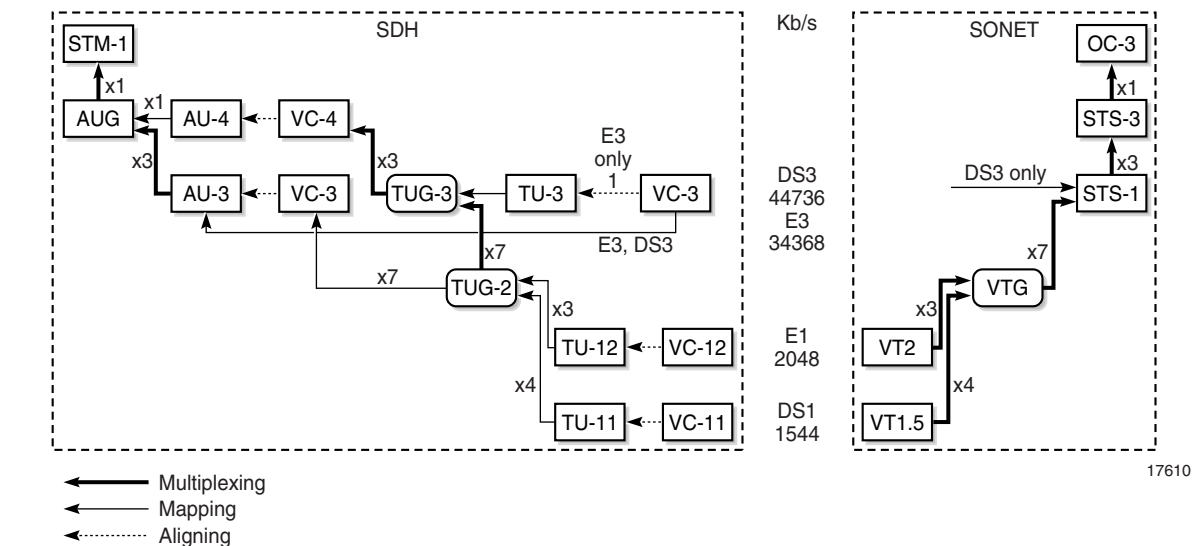 SDH
Kb/s
SONET
STM-1
OC-3
x1
x1
x1
AUG
AU-4
VC-4
STS-3
x3
x3
E3
only
1
x3
DS3 only
AU-3
VC-3
TUG-3
TU-3
VC-3
DS3
44736
E3
34368
STS-1
E3, DS3
x7
x7
x7
TUG-2
VTG
x3
x3
TU-12
VC-12
E1
2048
VT2
x4
x4
TU-11
VC-11
DS1
1544
VT1.5
17610
Multiplexing
Mapping
Aligning